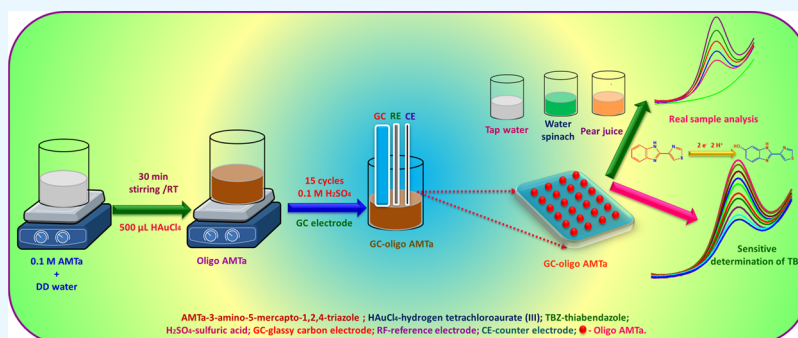 GC RE CE
Tap water
Water
spinach
Pear juice
Real sample analysis
30 min
stirring /RT
500 µL HAuCl₄
15 cycles
0.1 M H₂SO₄
GC electrode
2 e⁻ 2 H⁺
0.1 M AMTa
+
DD water
Oligo AMTa
GC-oligo AMTa
GC-oligo AMTa
Sensitive
determination of TB
AMTa-3-amino-5-mercapto-1,2,4-triazole ; HAuCl₄-hydrogen tetrachloroaurate (III); TBZ-thiabendazole;
H₂SO₄-sulfuric acid; GC-glassy carbon electrode; RF-reference electrode; CE-counter electrode; - Oligo AMTa.